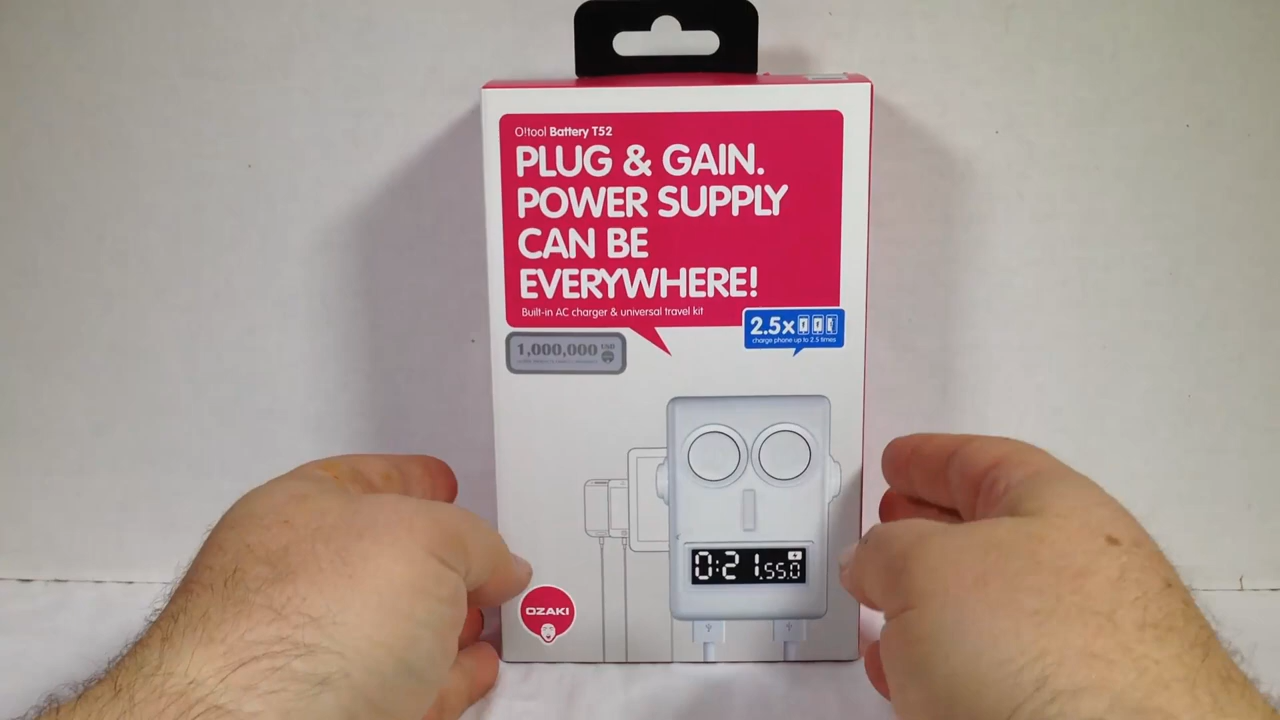 O!tool Battery T52
PLUG & GAIN.
POWER SUPPLY
CAN BE
EVERYWHERE!
Built-in AC charger & universal travel kit
2.5x
charge phone up to 2.5 times
1,000,000 USD
0:21.55.0
OZAKI